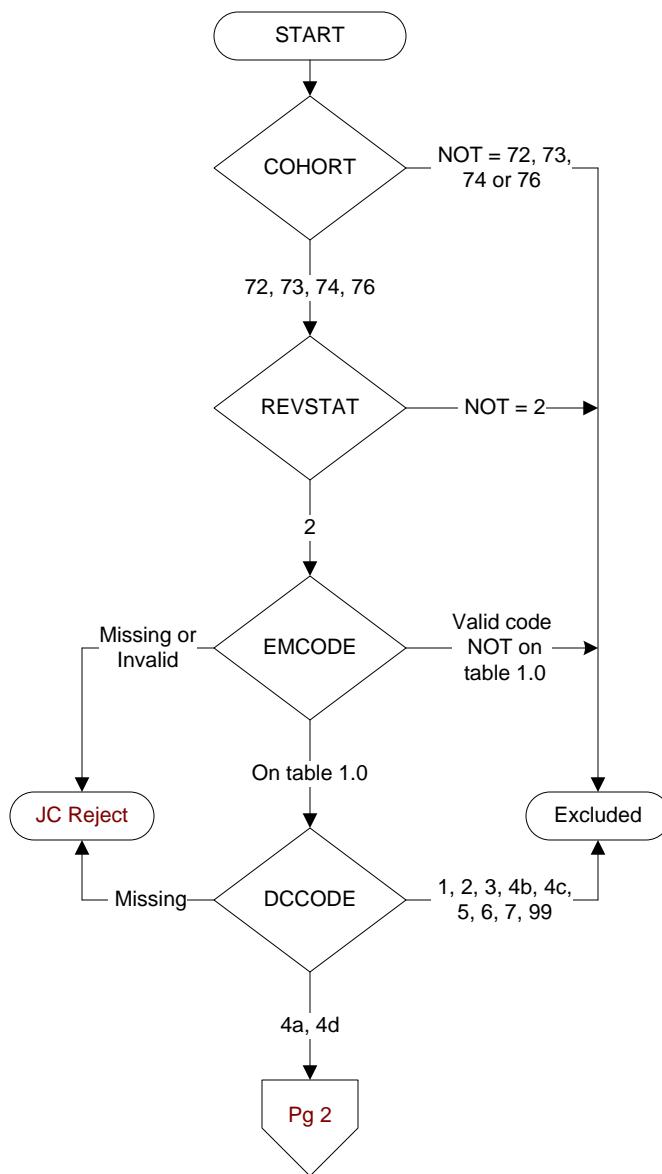 START
COHORT
NOT = 72, 73,
74 or 76
72, 73, 74, 76
REVSTAT
NOT = 2
2
Missing or
Invalid
EMCODE
Valid code
NOT on
table 1.0
On table 1.0
JC Reject
Excluded
Missing
DCCODE
1, 2, 3, 4b, 4c,
5, 6, 7, 99
4a, 4d
Pg 2